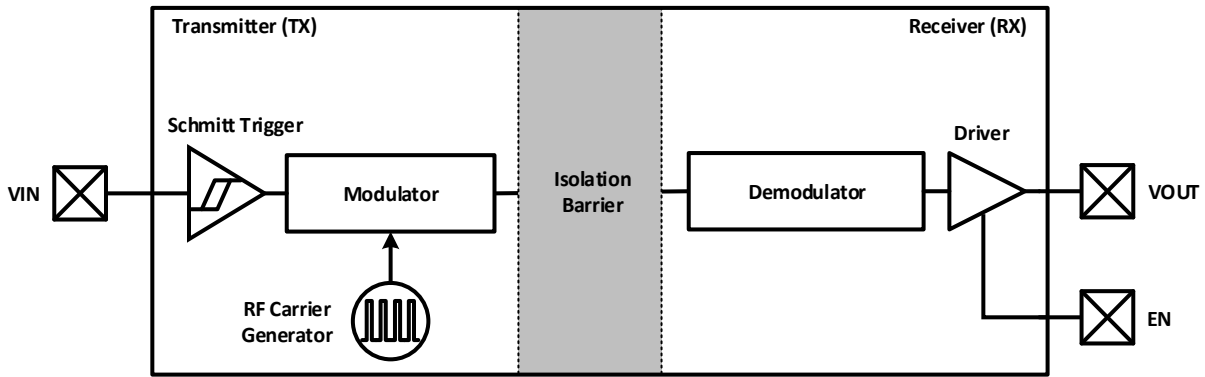 Transmitter (TX)
Receiver (RX)
Schmitt Trigger
Driver
VIN
Modulator
Isolation
Barrier
Demodulator
VOUT
RF Carrier
Generator
EN